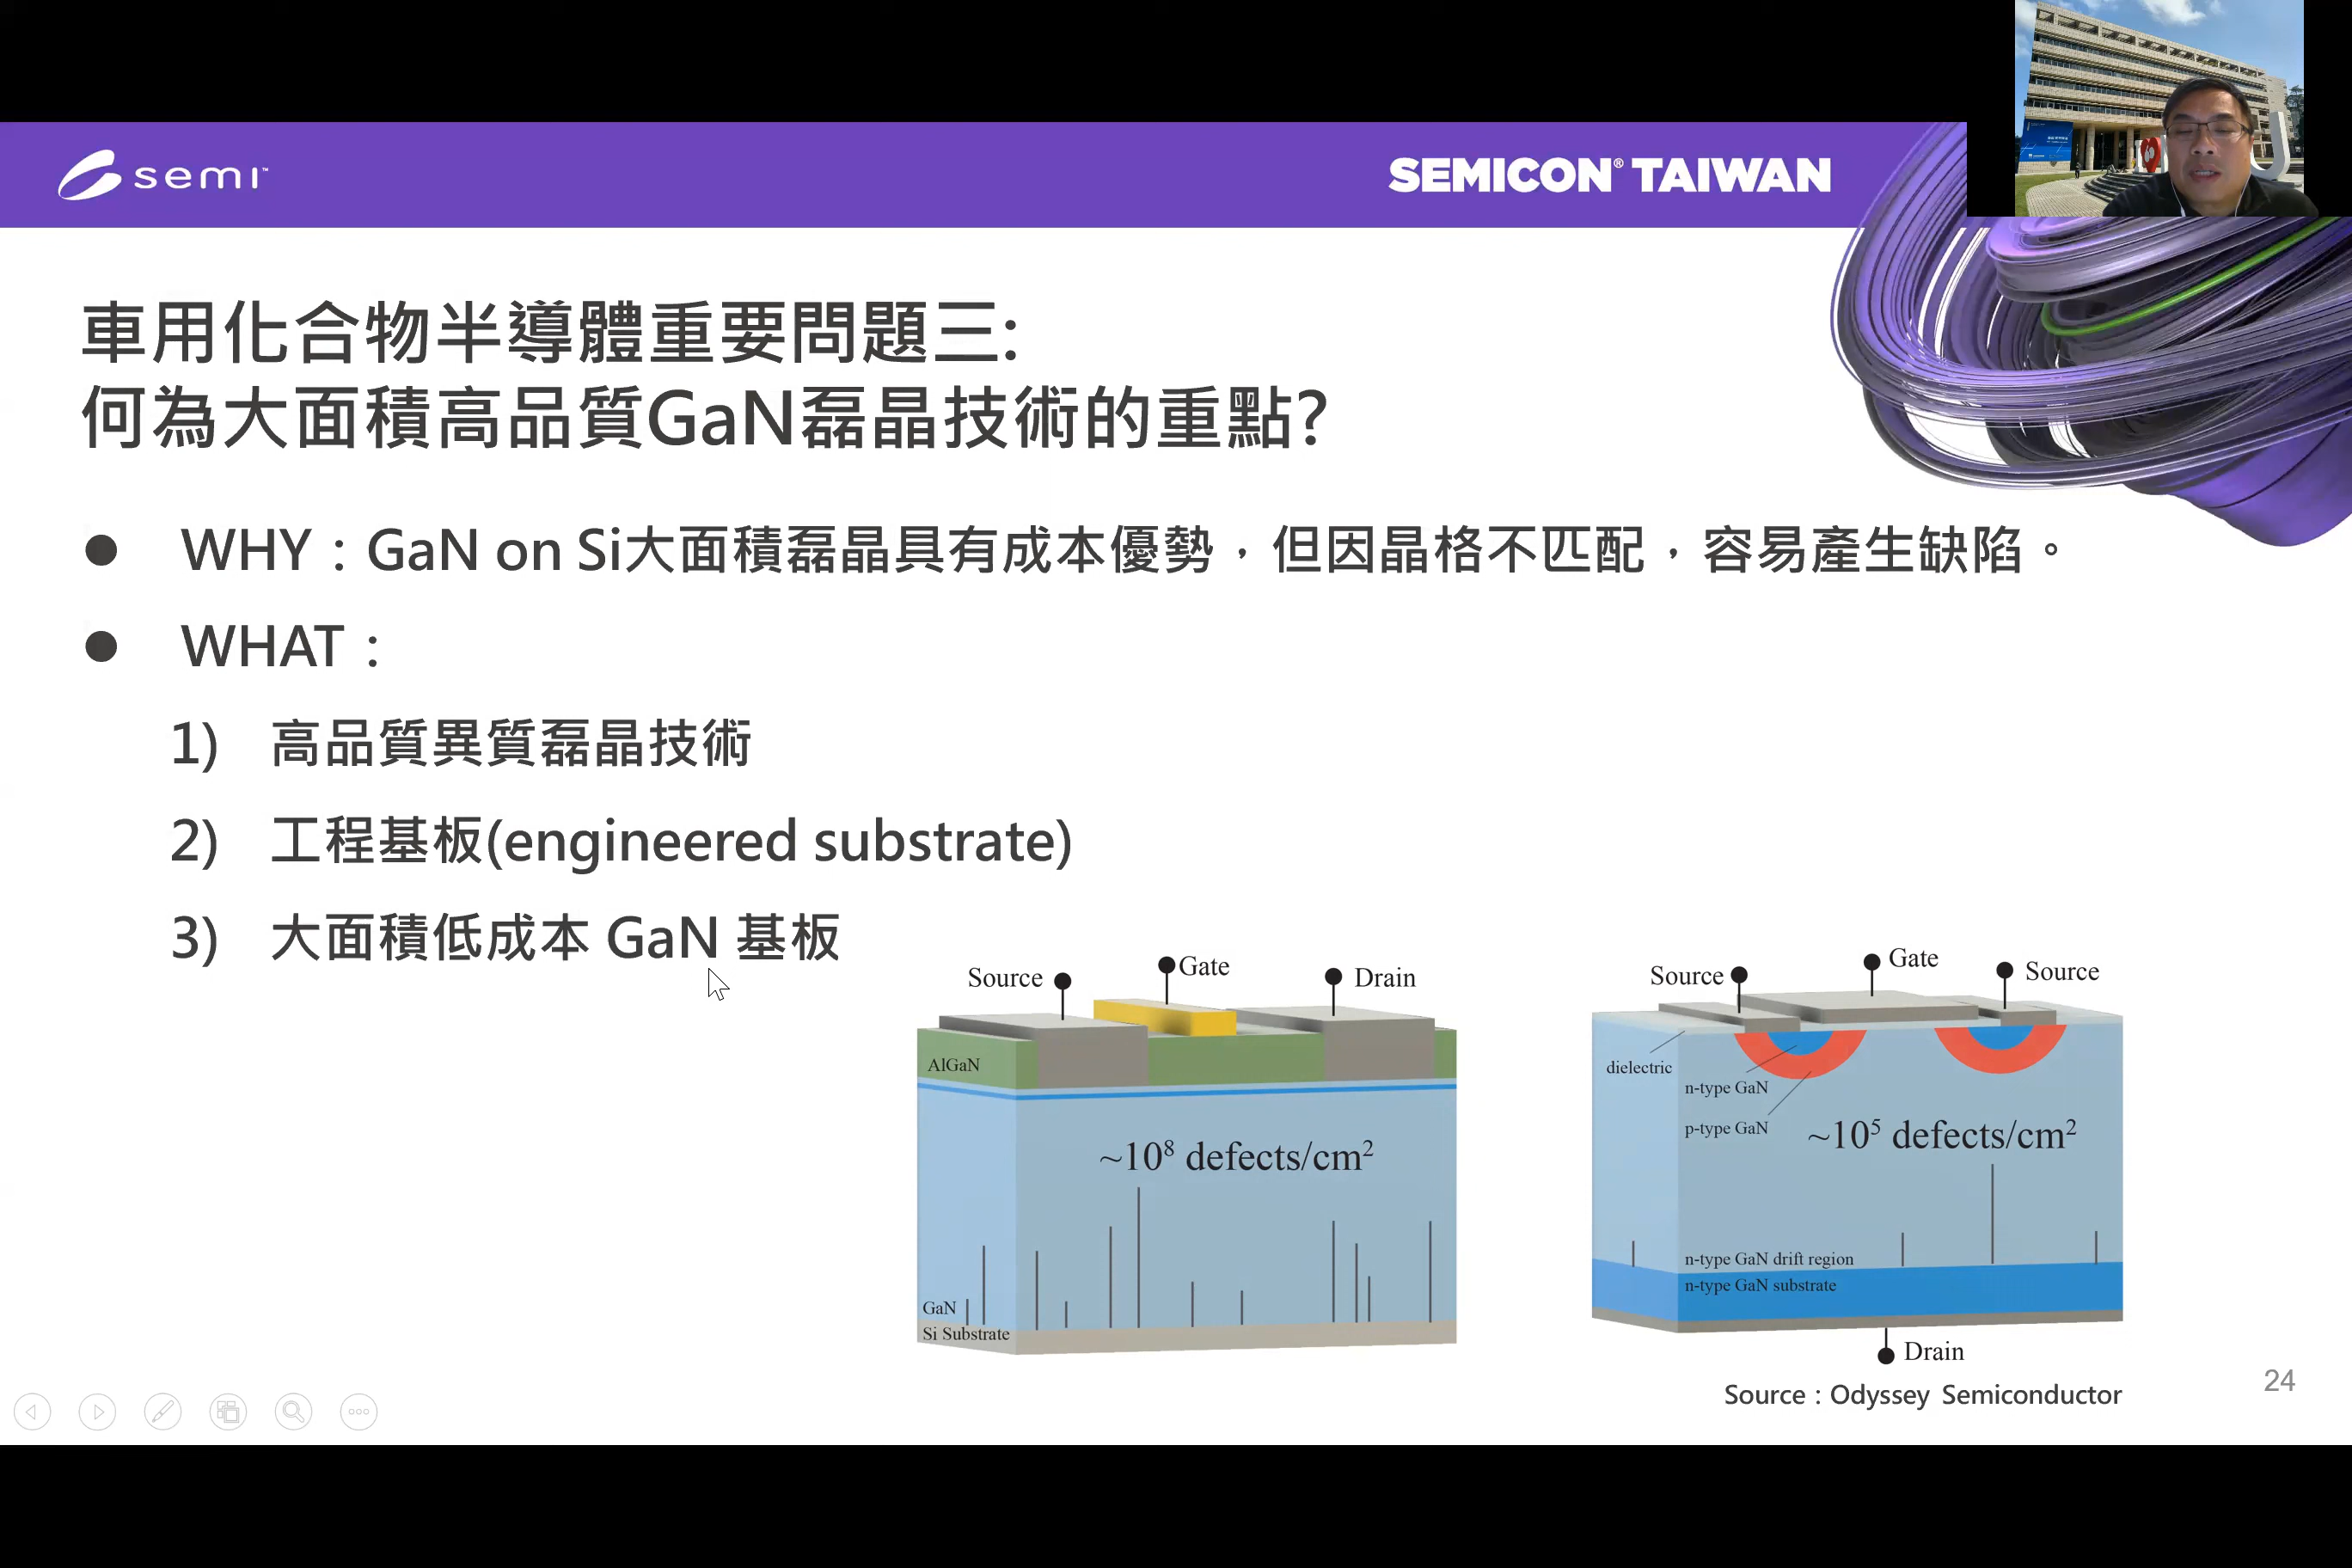 semi™
SEMICON® TAIWAN
車用化合物半導體重要問題三:
何為大面積高品質GaN磊晶技術的重點?
● WHY：GaN on Si大面積磊晶具有成本優勢，但因晶格不匹配，容易產生缺陷。
● WHAT：
1) 高品質異質磊晶技術
2) 工程基板(engineered substrate)
3) 大面積低成本 GaN 基板
Source
Gate
Drain
AlGaN
~10⁸ defects/cm²
GaN
Si Substrate
Source
Gate
Source
dielectric
n-type GaN
p-type GaN
~10⁵ defects/cm²
n-type GaN drift region
n-type GaN substrate
Drain
Source：Odyssey Semiconductor
24